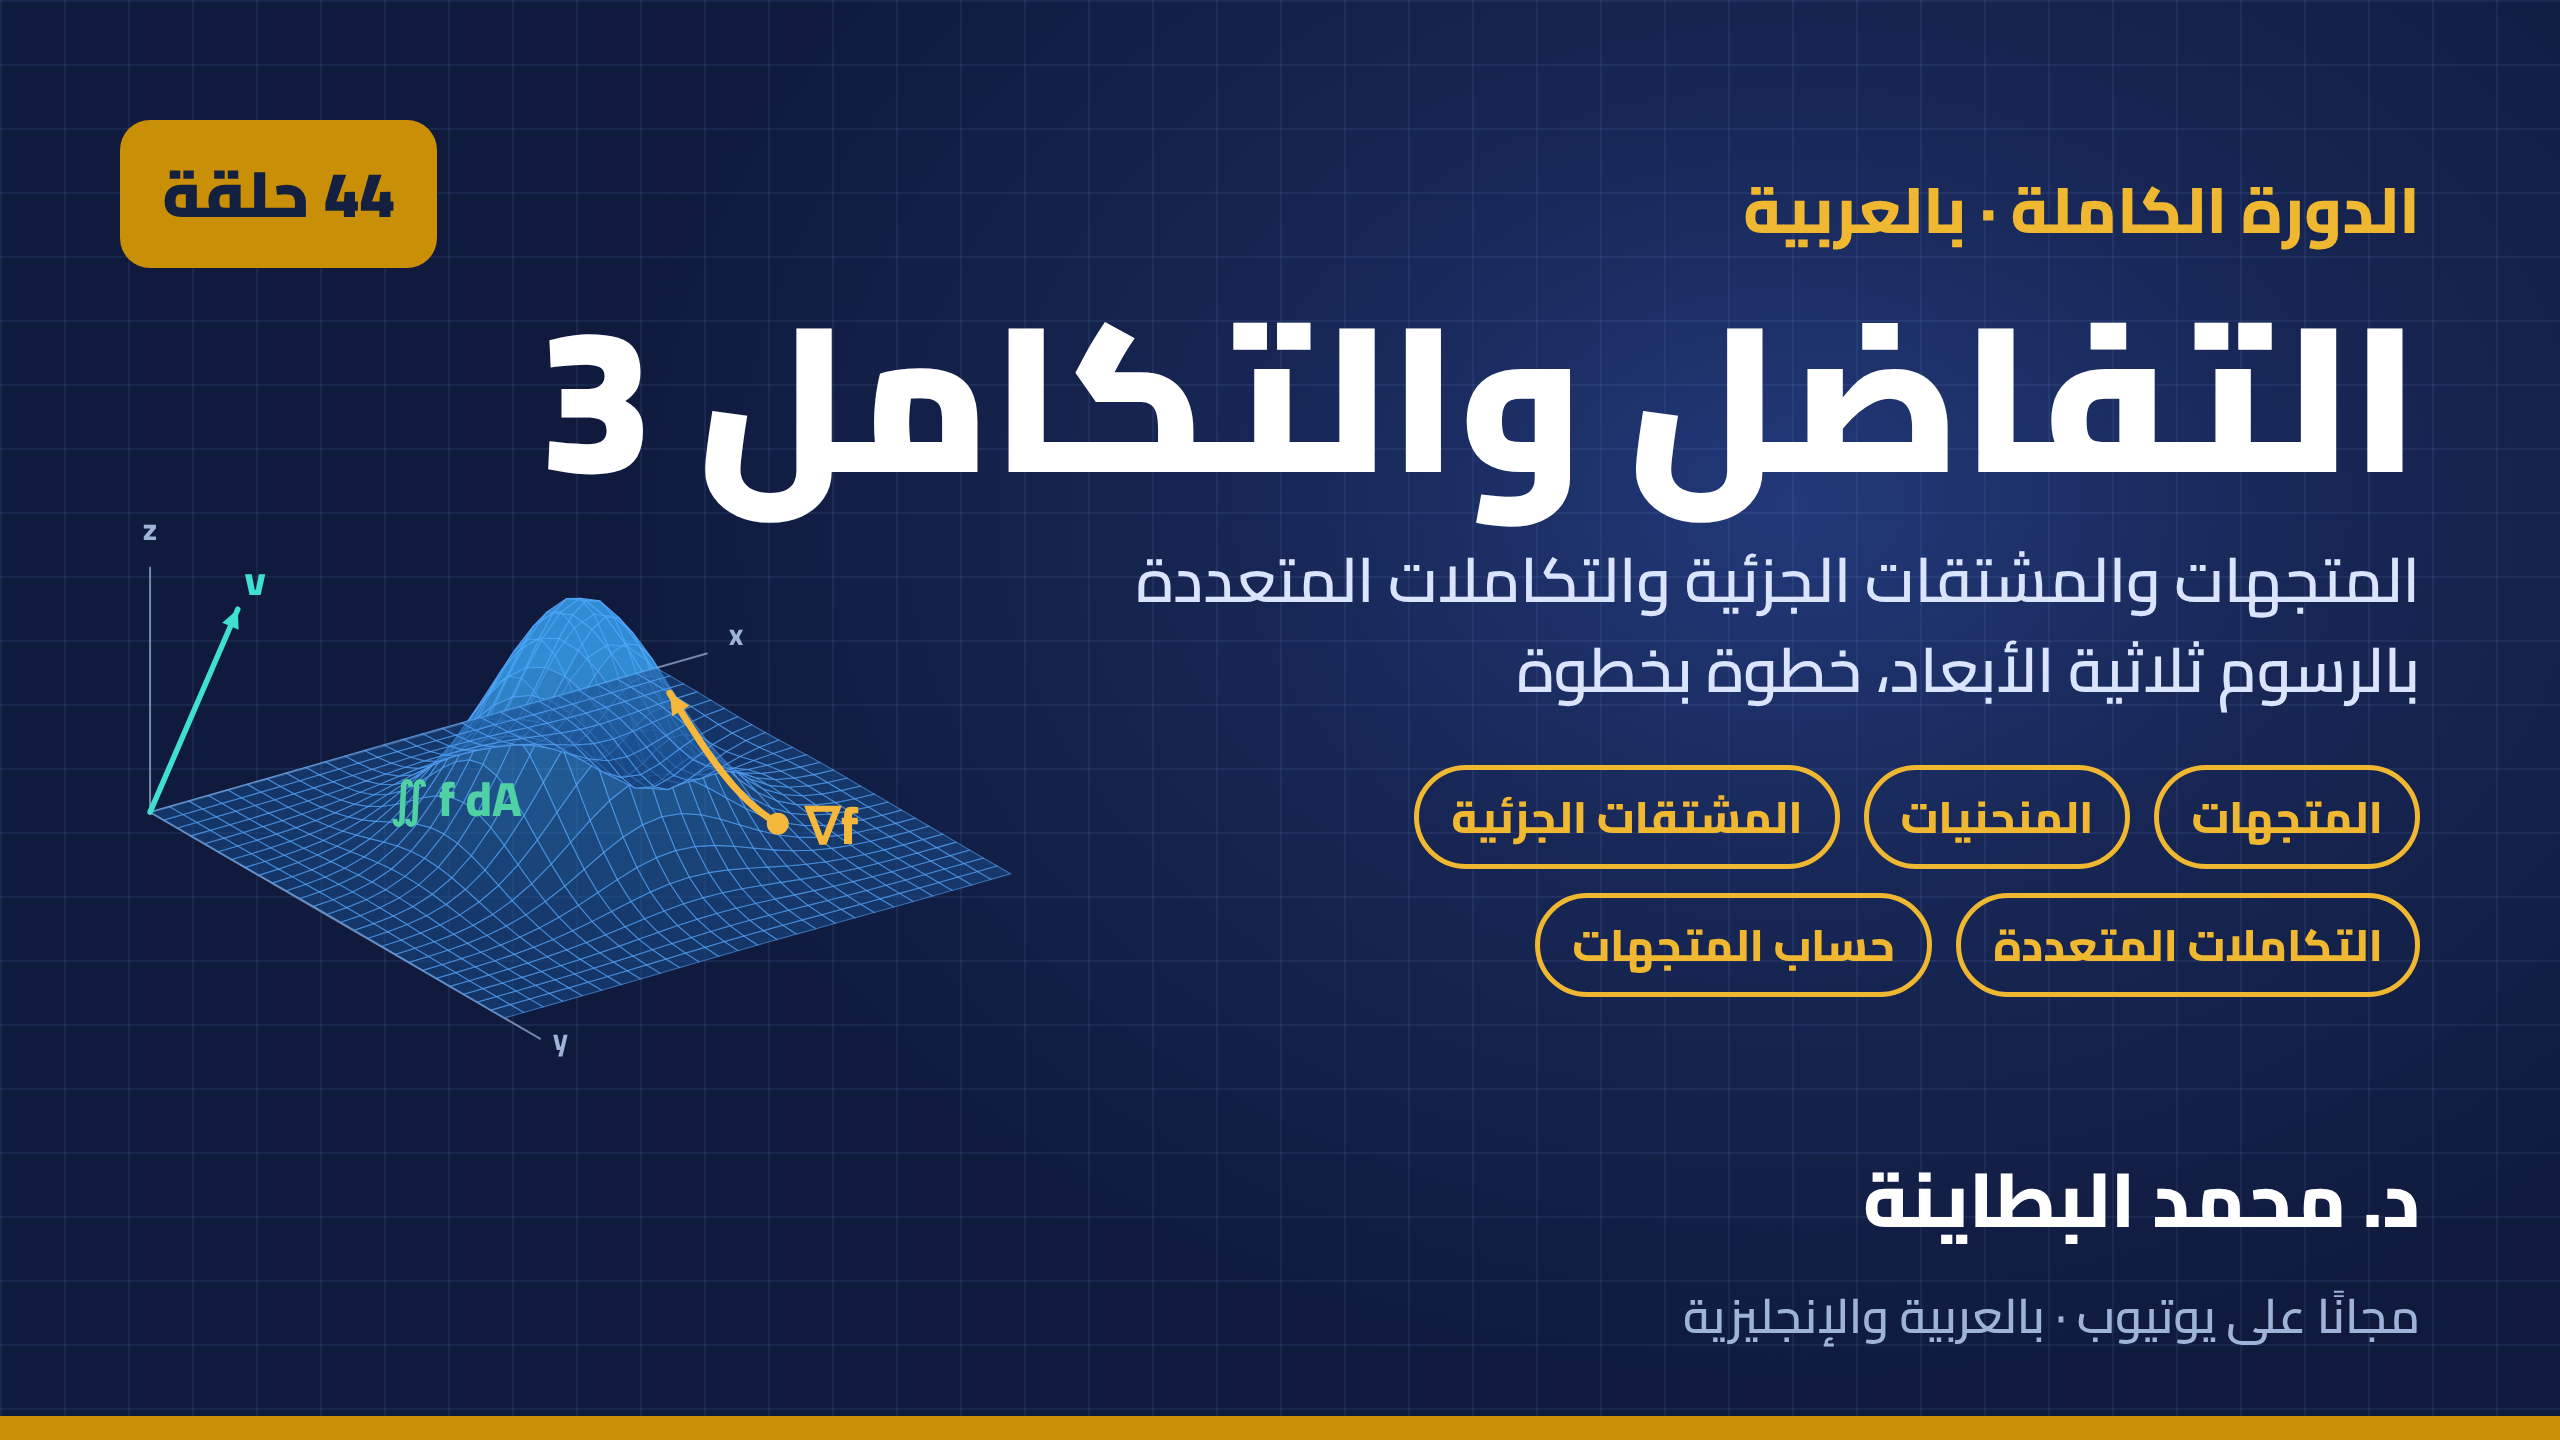 44 حلقة
الدورة الكاملة · بالعربية
التفاضل والتكامل 3
المتجهات والمشتقات الجزئية والتكاملات المتعددة
بالرسوم ثلاثية الأبعاد، خطوة بخطوة
المتجهات
المنحنيات
المشتقات الجزئية
التكاملات المتعددة
حساب المتجهات
z
v
x
∬ f dA
∇f
y
د. محمد البطاينة
مجانًا على يوتيوب · بالعربية والإنجليزية